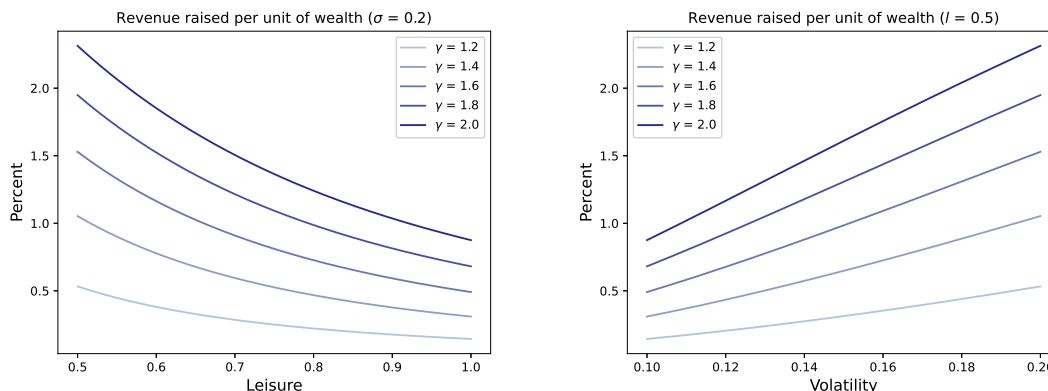 Revenue raised per unit of wealth (σ = 0.2)
Percent
2.0
1.5
1.0
0.5
γ = 1.2
γ = 1.4
γ = 1.6
γ = 1.8
γ = 2.0
0.5 0.6 0.7 0.8 0.9 1.0
Leisure
Revenue raised per unit of wealth (l = 0.5)
Percent
2.0
1.5
1.0
0.5
γ = 1.2
γ = 1.4
γ = 1.6
γ = 1.8
γ = 2.0
0.10 0.12 0.14 0.16 0.18 0.20
Volatility